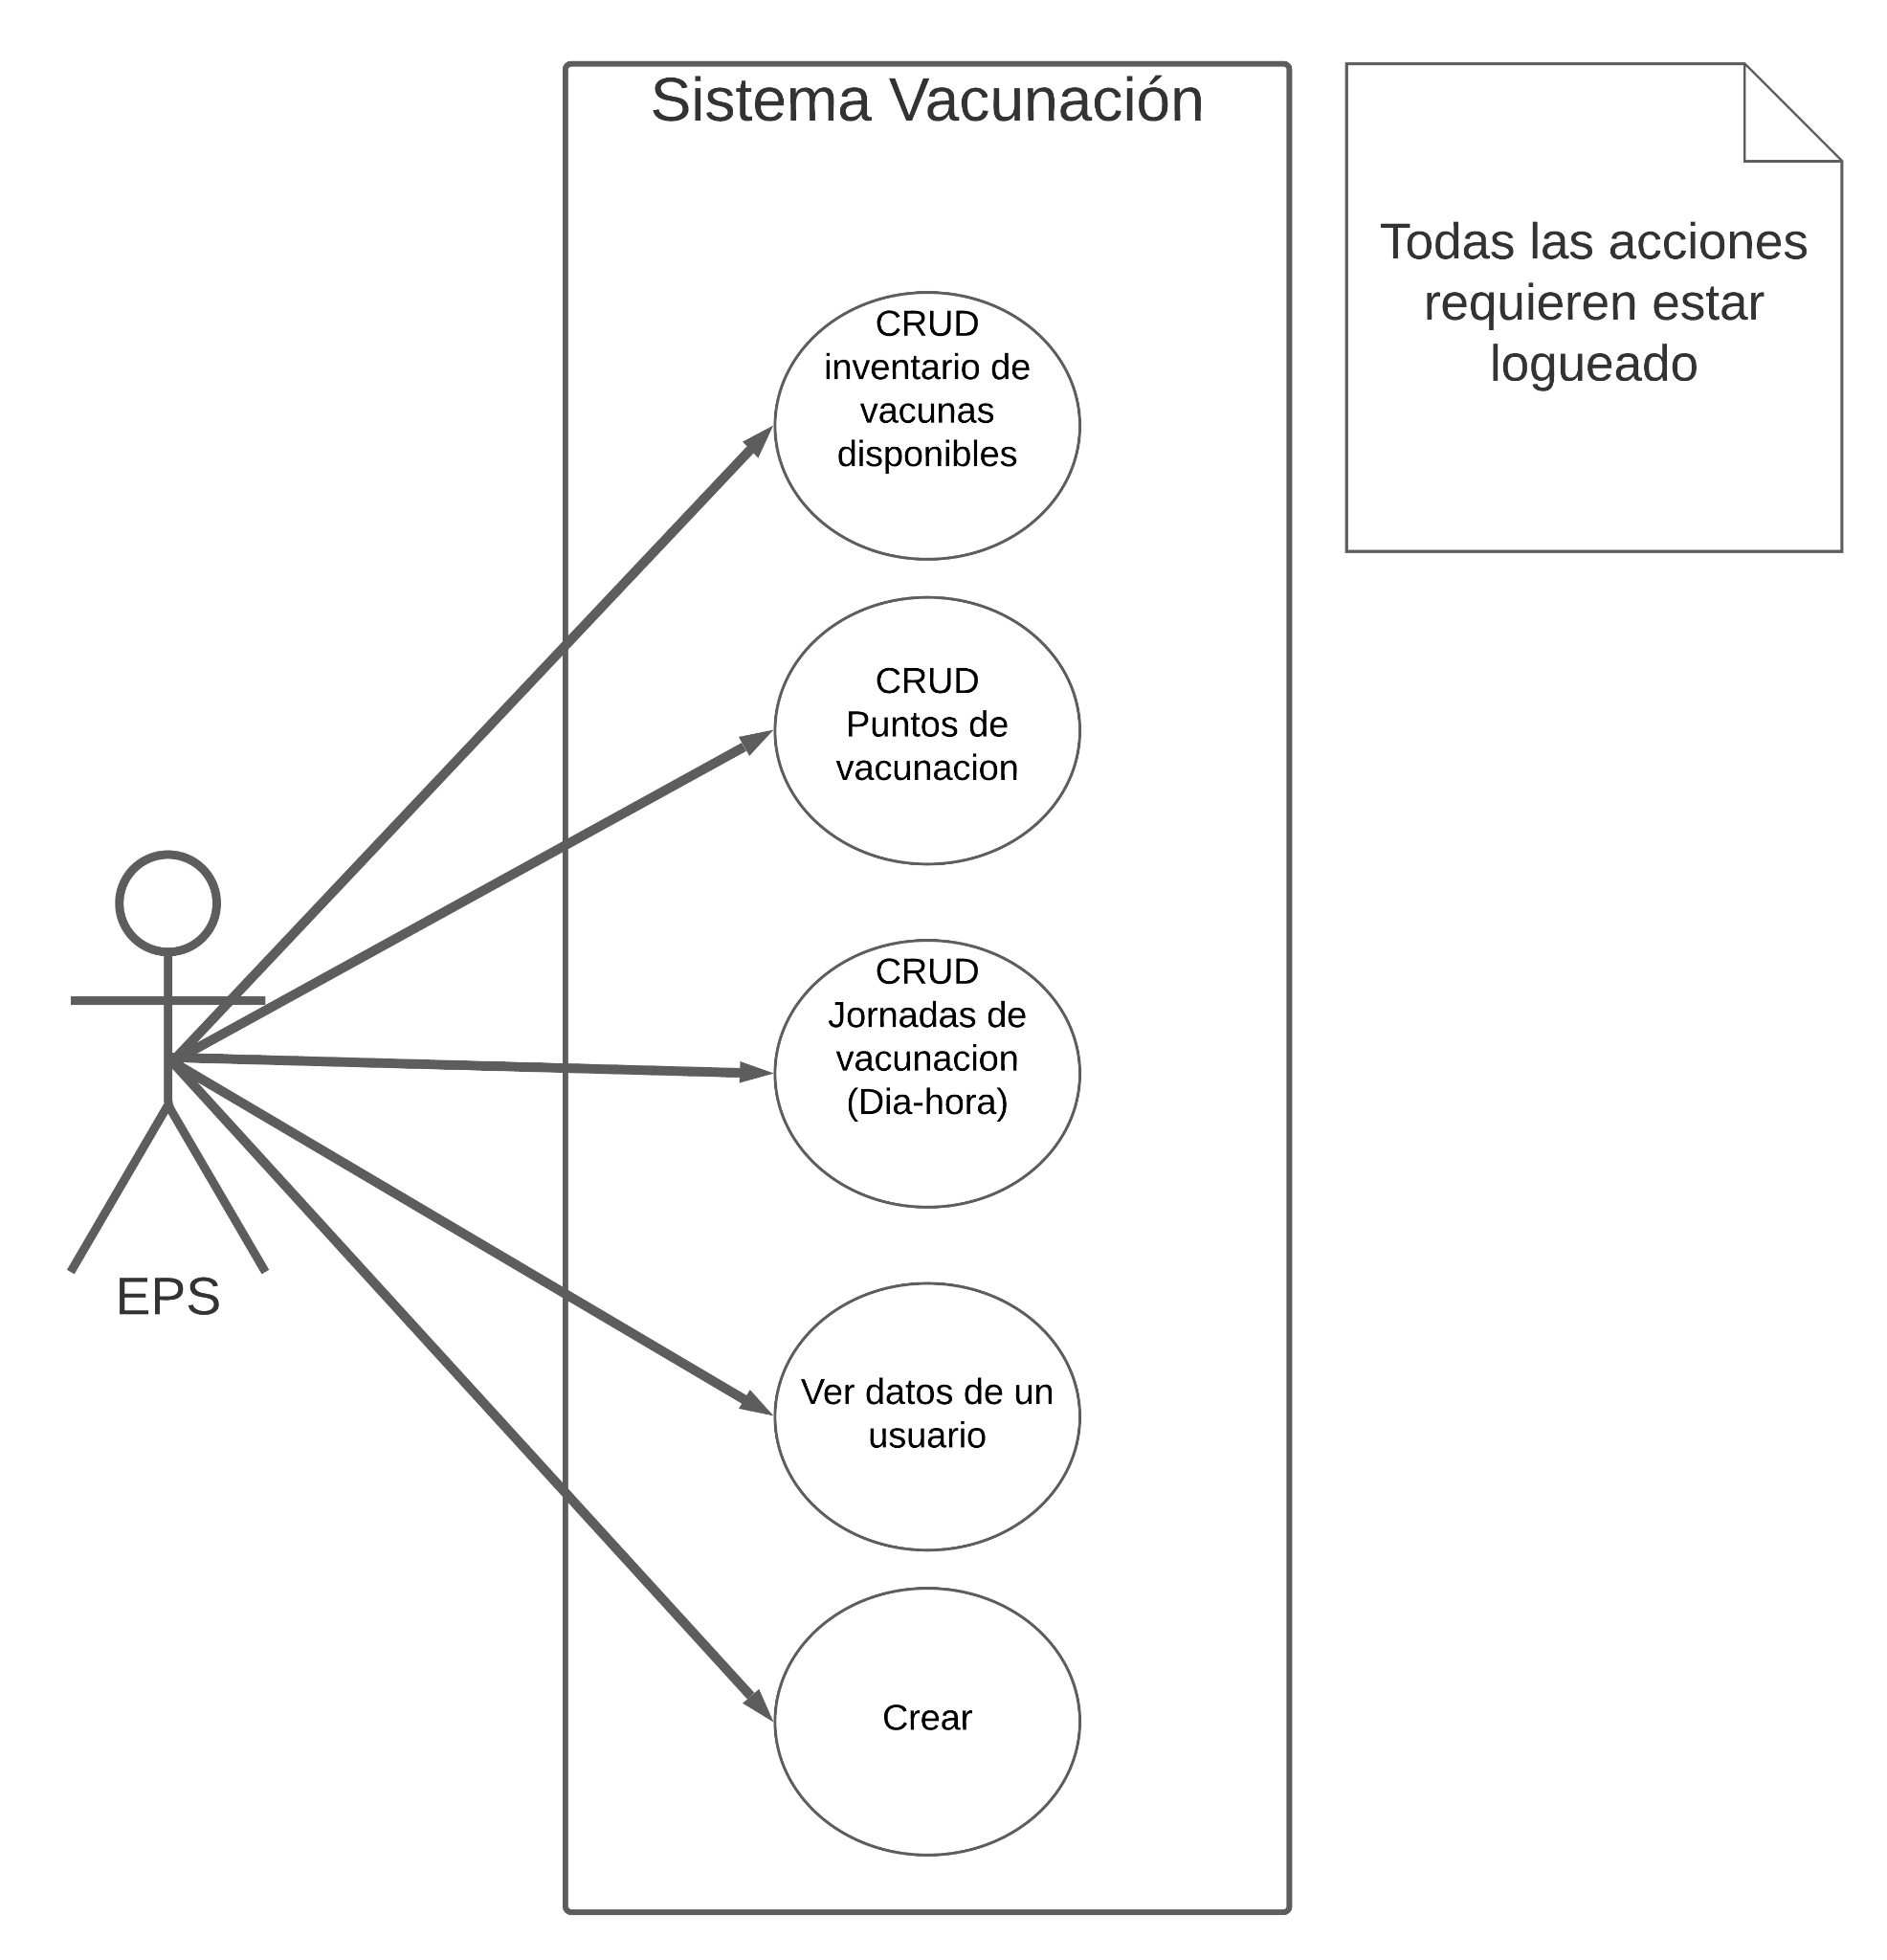 Sistema Vacunación
Todas las acciones
requieren estar
logueado
CRUD
inventario de
vacunas
disponibles
CRUD
Puntos de
vacunacion
CRUD
Jornadas de
vacunacion
(Dia-hora)
EPS
Ver datos de un
usuario
Crear